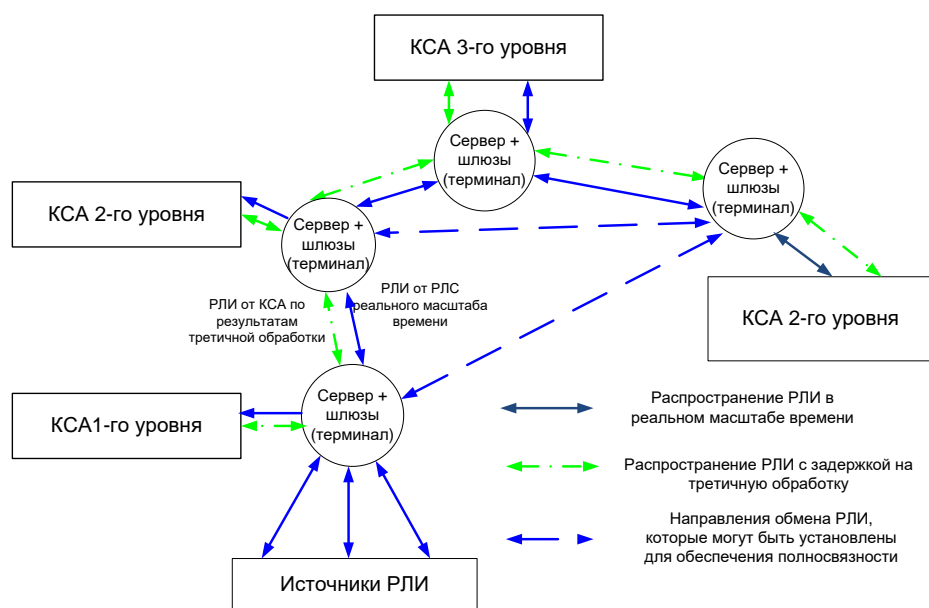 КСА 3-го уровня
Сервер +
шлюзы
(терминал)
Сервер +
шлюзы
(терминал)
КСА 2-го уровня
Сервер +
шлюзы
(терминал)
РЛИ от КСА по
результатам
третичной обработки
РЛИ от РЛС
реального масштаба
времени
КСА 2-го уровня
КСА1-го уровня
Сервер +
шлюзы
(терминал)
Распространение РЛИ в
реальном масштабе времени
Распространение РЛИ с задержкой на
третичную обработку
Направления обмена РЛИ,
которые могут быть установлены
для обеспечения полносвязности
Источники РЛИ